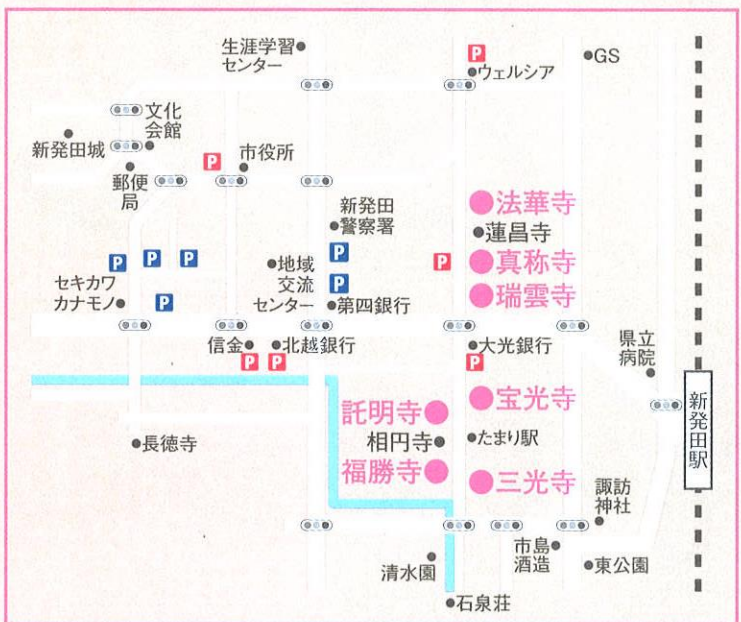 生涯学習
センター
P
ウェルシア
GS
文化
会館
新発田城
郵便
局
P
市役所
新発田
警察署
法華寺
蓮昌寺
真称寺
瑞雲寺
P
P
P
P
P
P
P
地域
交流
センター
第四銀行
セキカワ
カナモノ
信金
北越銀行
大光銀行
P
P
P
県立
病院
新発田駅
宝光寺
託明寺
相円寺
たまり駅
福勝寺
三光寺
長徳寺
諏訪
神社
清水園
市島
酒造
東公園
石泉荘